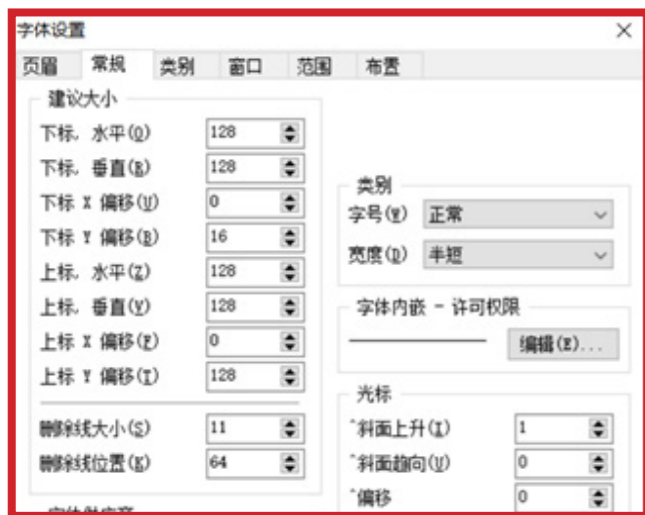 字体设置
页眉 常规 类别 窗口 范围 布置
建议大小
下标, 水平(O) 128
下标, 垂直(R) 128
下标 X 偏移(U) 0
下标 Y 偏移(B) 16
上标, 水平(Z) 128
上标, 垂直(V) 128
上标 X 偏移(F) 0
上标 Y 偏移(T) 128
删除线大小(S) 11
删除线位置(K) 64
类别
字号(W) 正常
宽度(D) 半短
字体内嵌 - 许可权限
编辑(E)...
光标
^斜面上升(I) 1
^斜面趋向(U) 0
^偏移 0